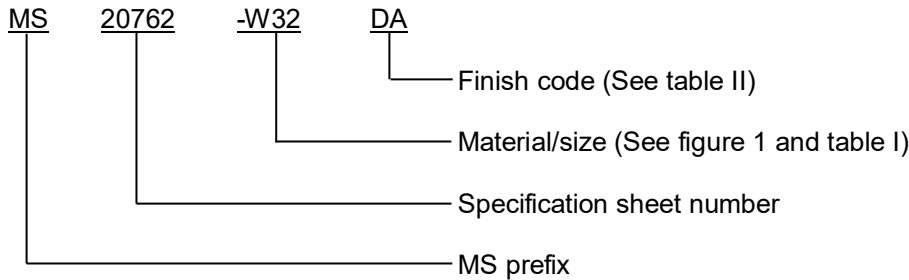 MS 20762 -W32 DA
Finish code (See table II)
Material/size (See figure 1 and table I)
Specification sheet number
MS prefix